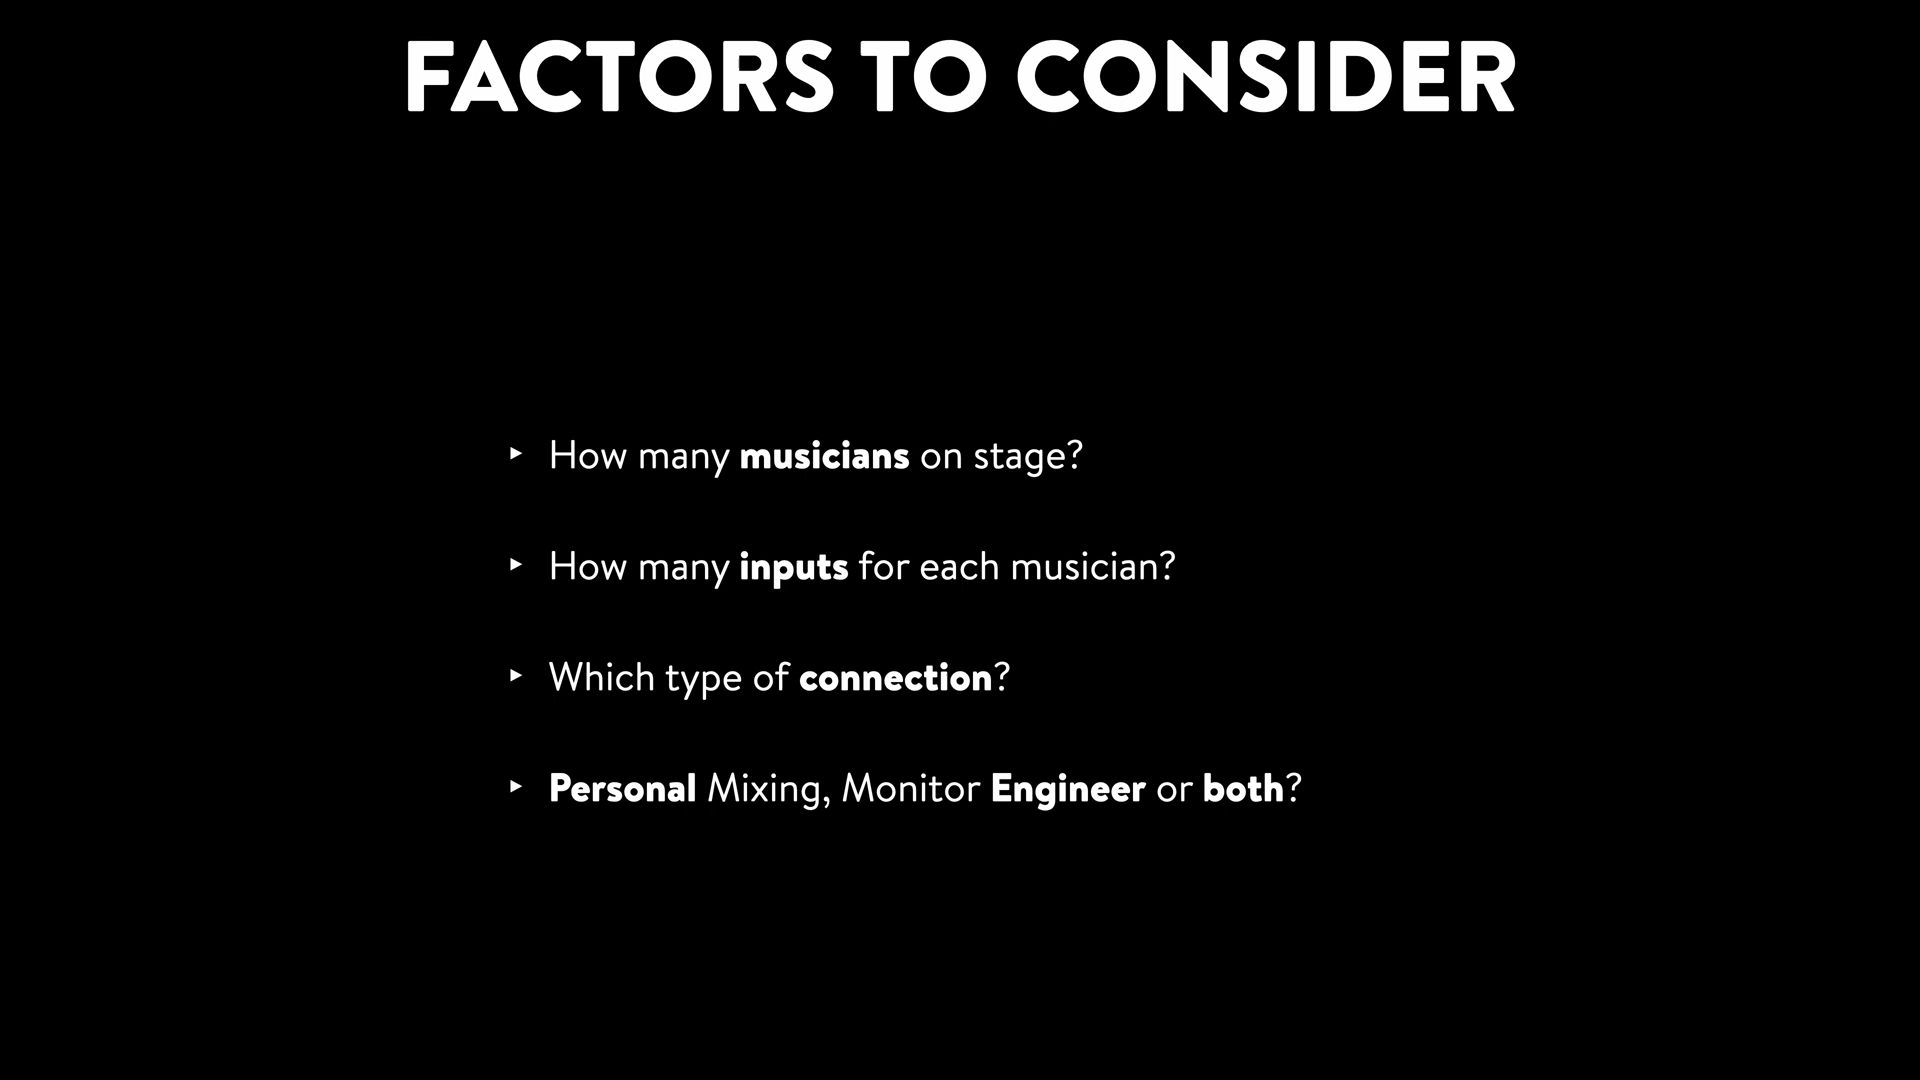 FACTORS TO CONSIDER
‣ How many musicians on stage?
‣ How many inputs for each musician?
‣ Which type of connection?
‣ Personal Mixing, Monitor Engineer or both?